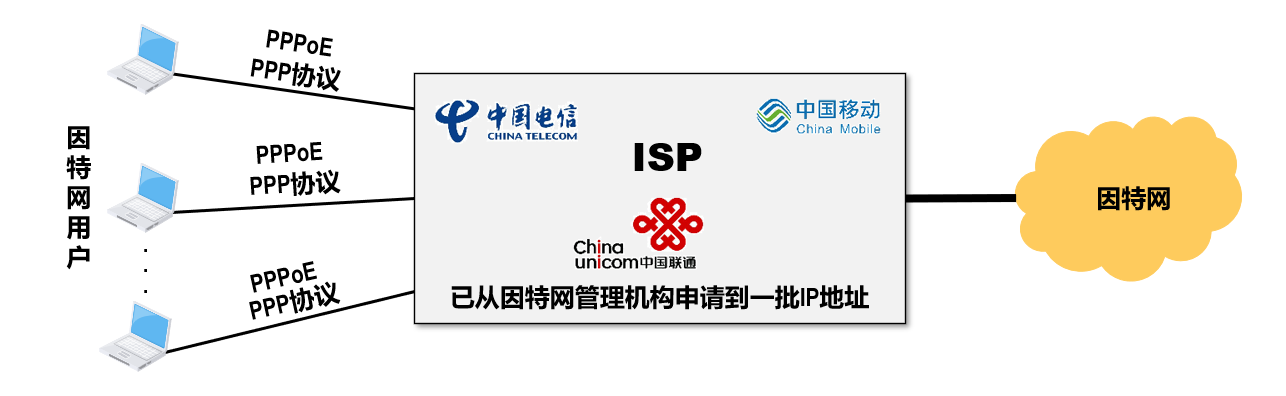 因特网用户
PPPoE
PPP协议
PPPoE
PPP协议
PPPoE
PPP协议
中国电信
CHINA TELECOM
中国移动
China Mobile
ISP
China
unicom中国联通
已从因特网管理机构申请到一批IP地址
因特网